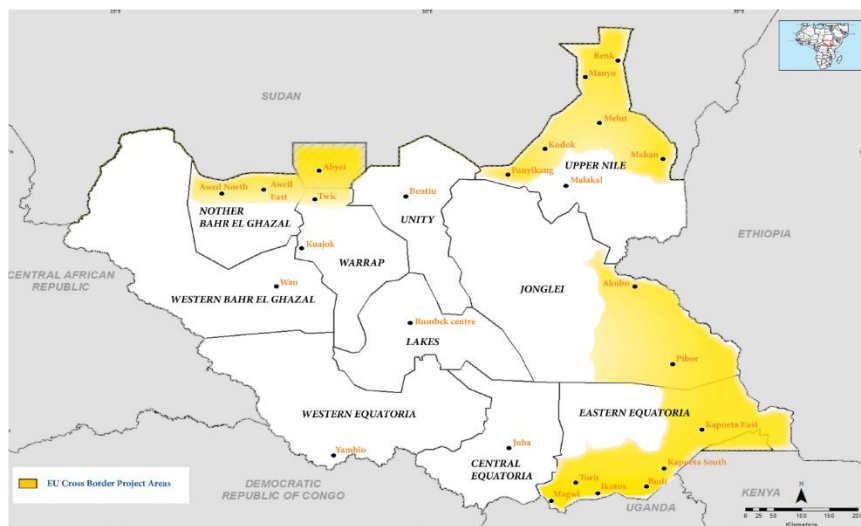 25°E
30°E
35°E
SUDAN
Renk
Manyo
Melut
Kodok
Maban
Panyikang
UPPER NILE
Malakal
Abyei
Aweil North
Aweil
East
Twic
Bentiu
NOTHER
BAHR EL GHAZAL
UNITY
Kuajok
WARRAP
ETHIOPIA
CENTRAL AFRICAN
REPUBLIC
Wau
WESTERN BAHR EL GHAZAL
JONGLEI
Akobo
Rumbek centre
LAKES
Pibor
WESTERN EQUATORIA
EASTERN EQUATORIA
Kapoeta East
Juba
Yambio
CENTRAL
EQUATORIA
Kapoeta South
Torit
Budi
Ikotos
Magwi
EU Cross Border Project Areas
DEMOCRATIC
REPUBLIC OF CONGO
UGANDA
KENYA
N
0
50
100
150
200
Kilometers